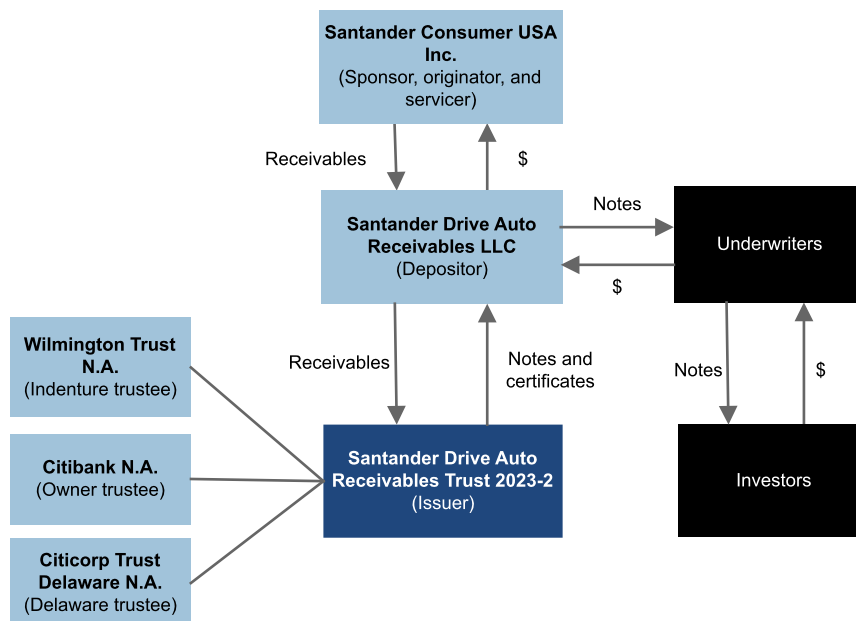 Santander Consumer USA
Inc.
(Sponsor, originator, and
servicer)
Receivables
$
Santander Drive Auto
Receivables LLC
(Depositor)
Notes
$
Underwriters
Receivables
Notes and
certificates
Notes
$
Wilmington Trust
N.A.
(Indenture trustee)
Citibank N.A.
(Owner trustee)
Citicorp Trust
Delaware N.A.
(Delaware trustee)
Santander Drive Auto
Receivables Trust 2023-2
(Issuer)
Investors